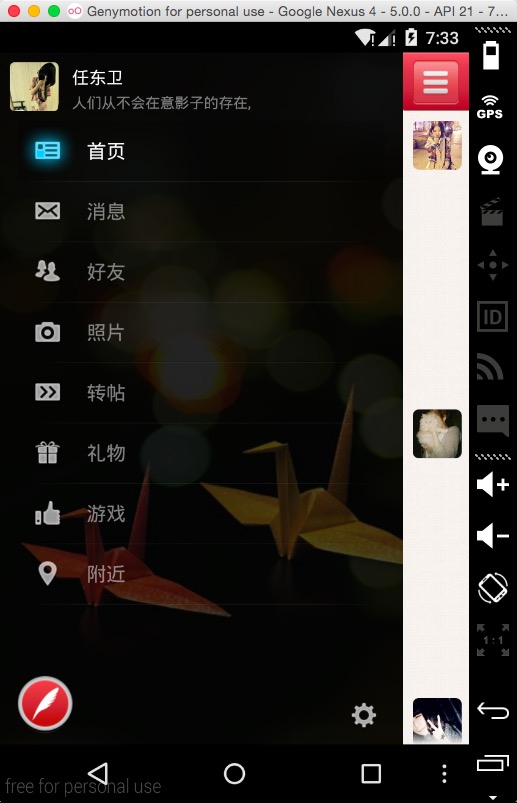 Genymotion for personal use - Google Nexus 4 - 5.0.0 - API 21 - 7...
7:33
任东卫
人们从不会在意影子的存在,
GPS
首页
消息
好友
ID
照片
转帖
礼物
游戏
附近
1:1
free for personal use